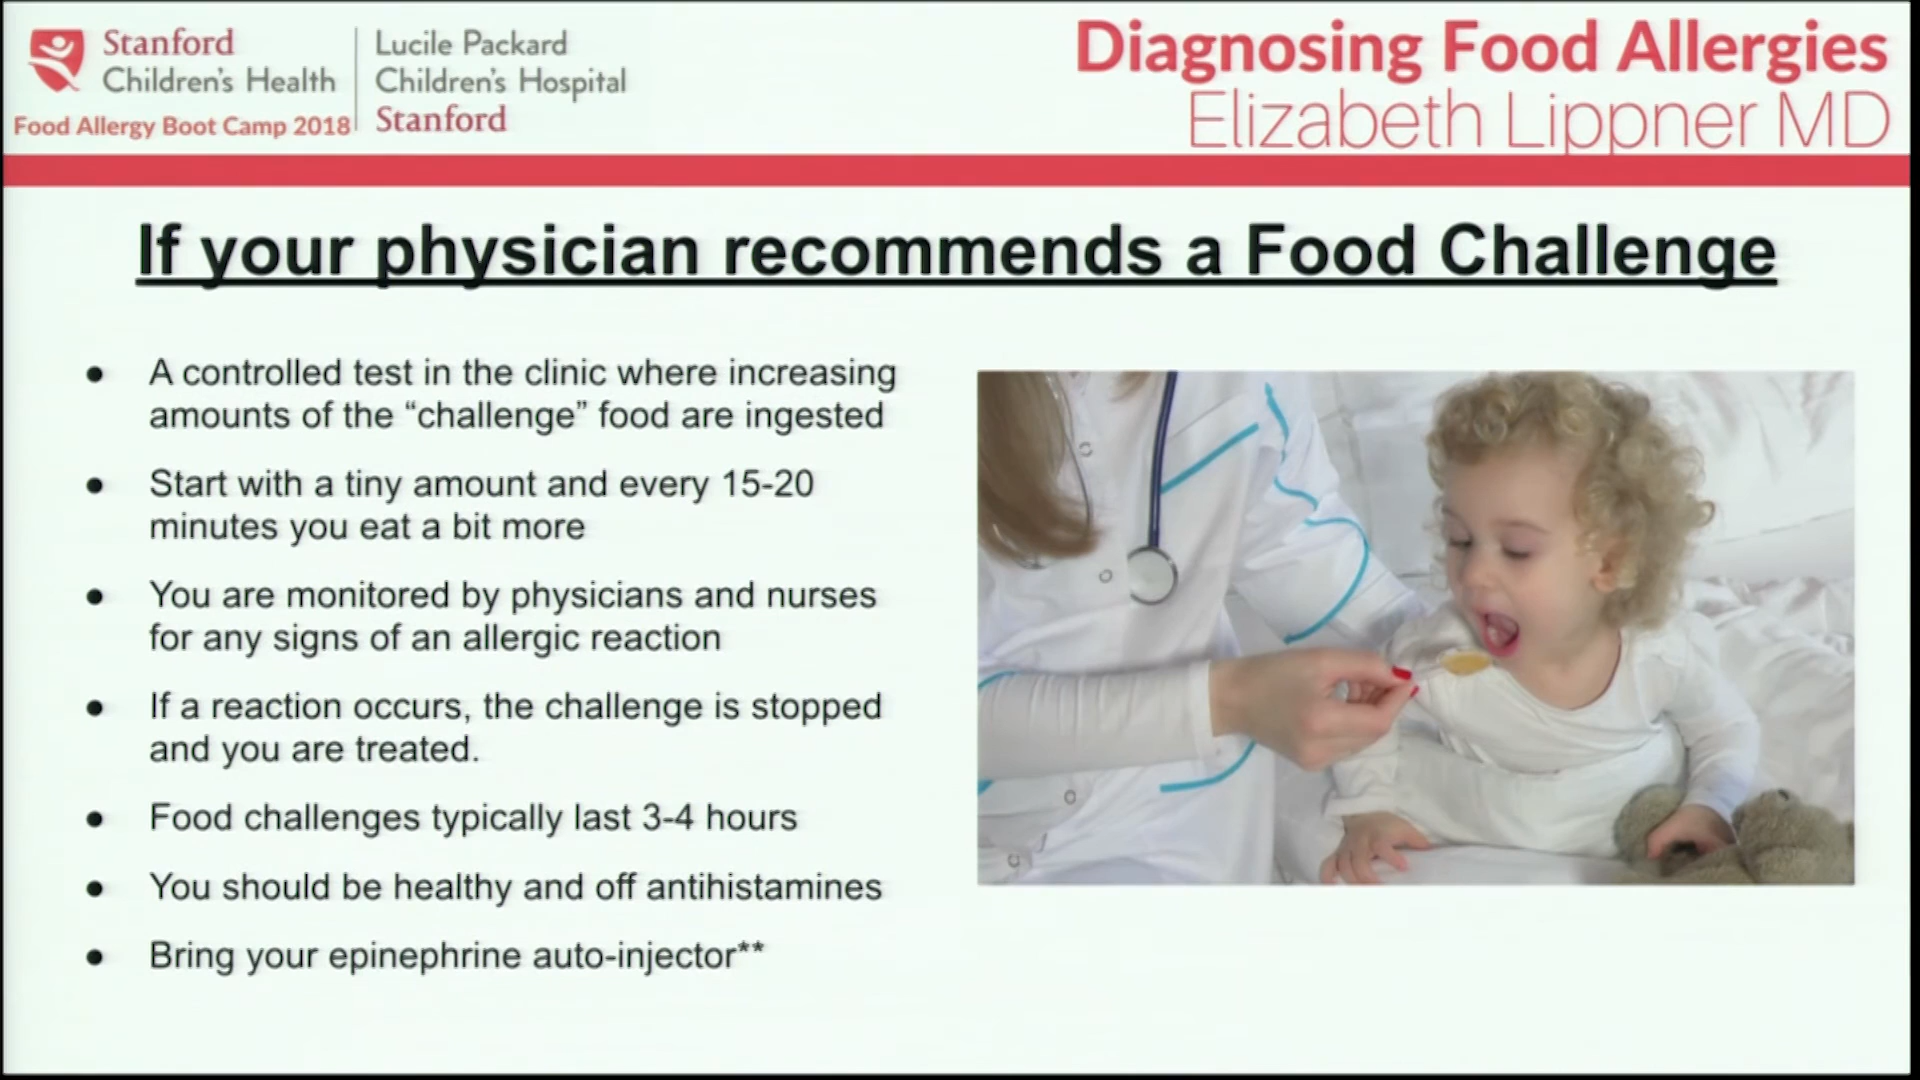 Stanford
Children's Health
Food Allergy Boot Camp 2018
Lucile Packard
Children's Hospital
Stanford
Diagnosing Food Allergies
Elizabeth Lippner MD
If your physician recommends a Food Challenge
● A controlled test in the clinic where increasing
amounts of the “challenge” food are ingested
● Start with a tiny amount and every 15-20
minutes you eat a bit more
● You are monitored by physicians and nurses
for any signs of an allergic reaction
● If a reaction occurs, the challenge is stopped
and you are treated.
● Food challenges typically last 3-4 hours
● You should be healthy and off antihistamines
● Bring your epinephrine auto-injector**